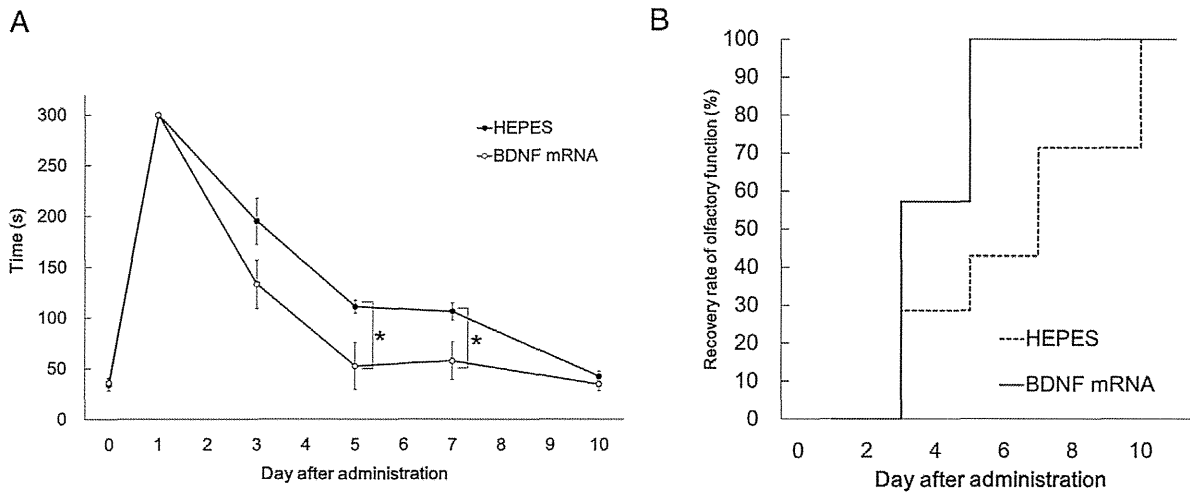 A
300
250
200
150
100
50
0
Time (s)
HEPES
BDNF mRNA
*
*
0 1 2 3 4 5 6 7 8 9 10
Day after administration
B
100
90
80
70
60
50
40
30
20
10
0
Recovery rate of olfactory function (%)
HEPES
BDNF mRNA
0 2 4 6 8 10
Day after administration